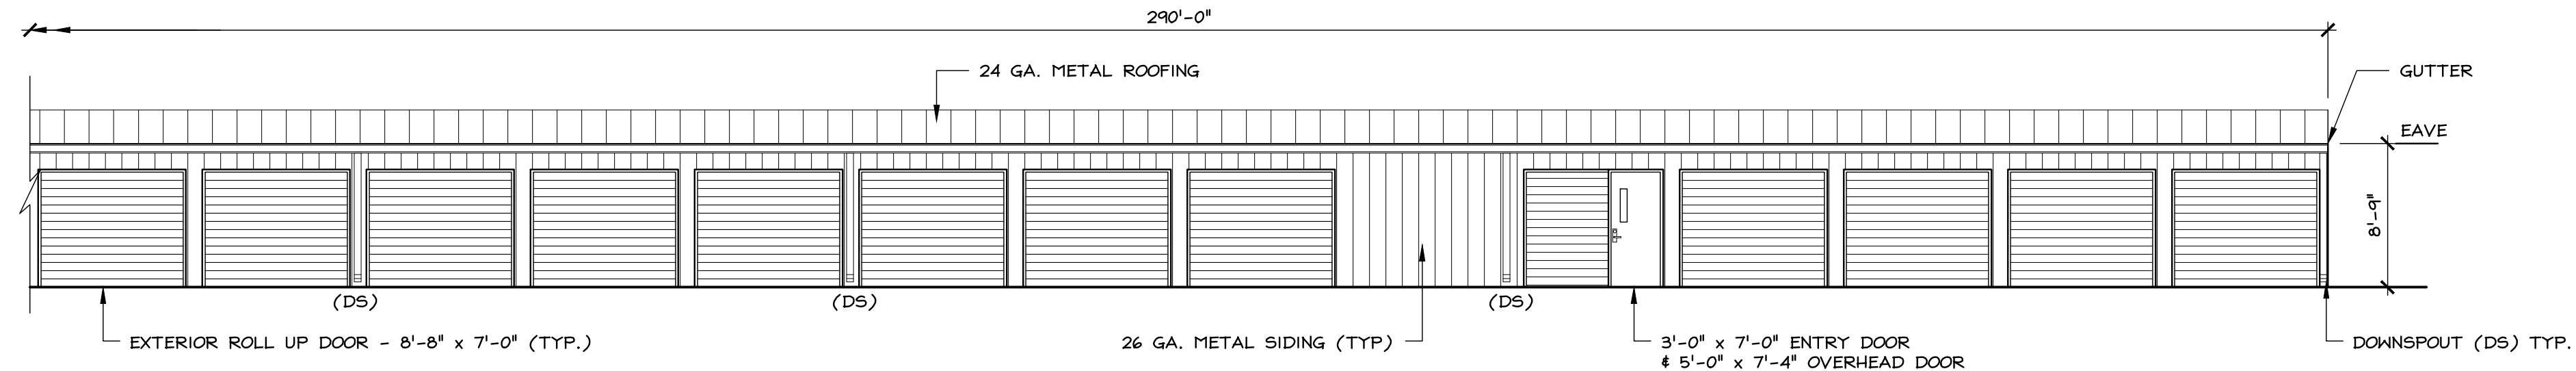 290'-0"
24 GA. METAL ROOFING
GUTTER
EAVE
8'-9"
(DS)
(DS)
(DS)
EXTERIOR ROLL UP DOOR - 8'-8" x 7'-0" (TYP.)
26 GA. METAL SIDING (TYP)
3'-0" x 7'-0" ENTRY DOOR
& 5'-0" x 7'-4" OVERHEAD DOOR
DOWNSPOUT (DS) TYP.